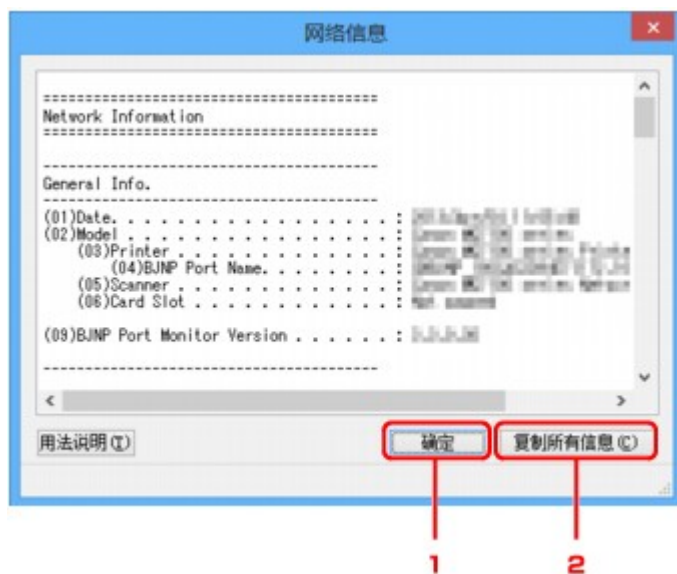 网络信息
========================================
Network Information
========================================
----------------------------------------
General Info.
----------------------------------------
(01)Date. . . . . . . . . . . . . . . . . :
(02)Model . . . . . . . . . . . . . . . . :
(03)Printer . . . . . . . . . . . . . :
(04)BJNP Port Name. . . . . . . . :
(05)Scanner . . . . . . . . . . . . . :
(06)Card Slot . . . . . . . . . . . . :
(09)BJNP Port Monitor Version . . . . . . :
----------------------------------------
用法说明(T) 确定 复制所有信息(C)
1 2